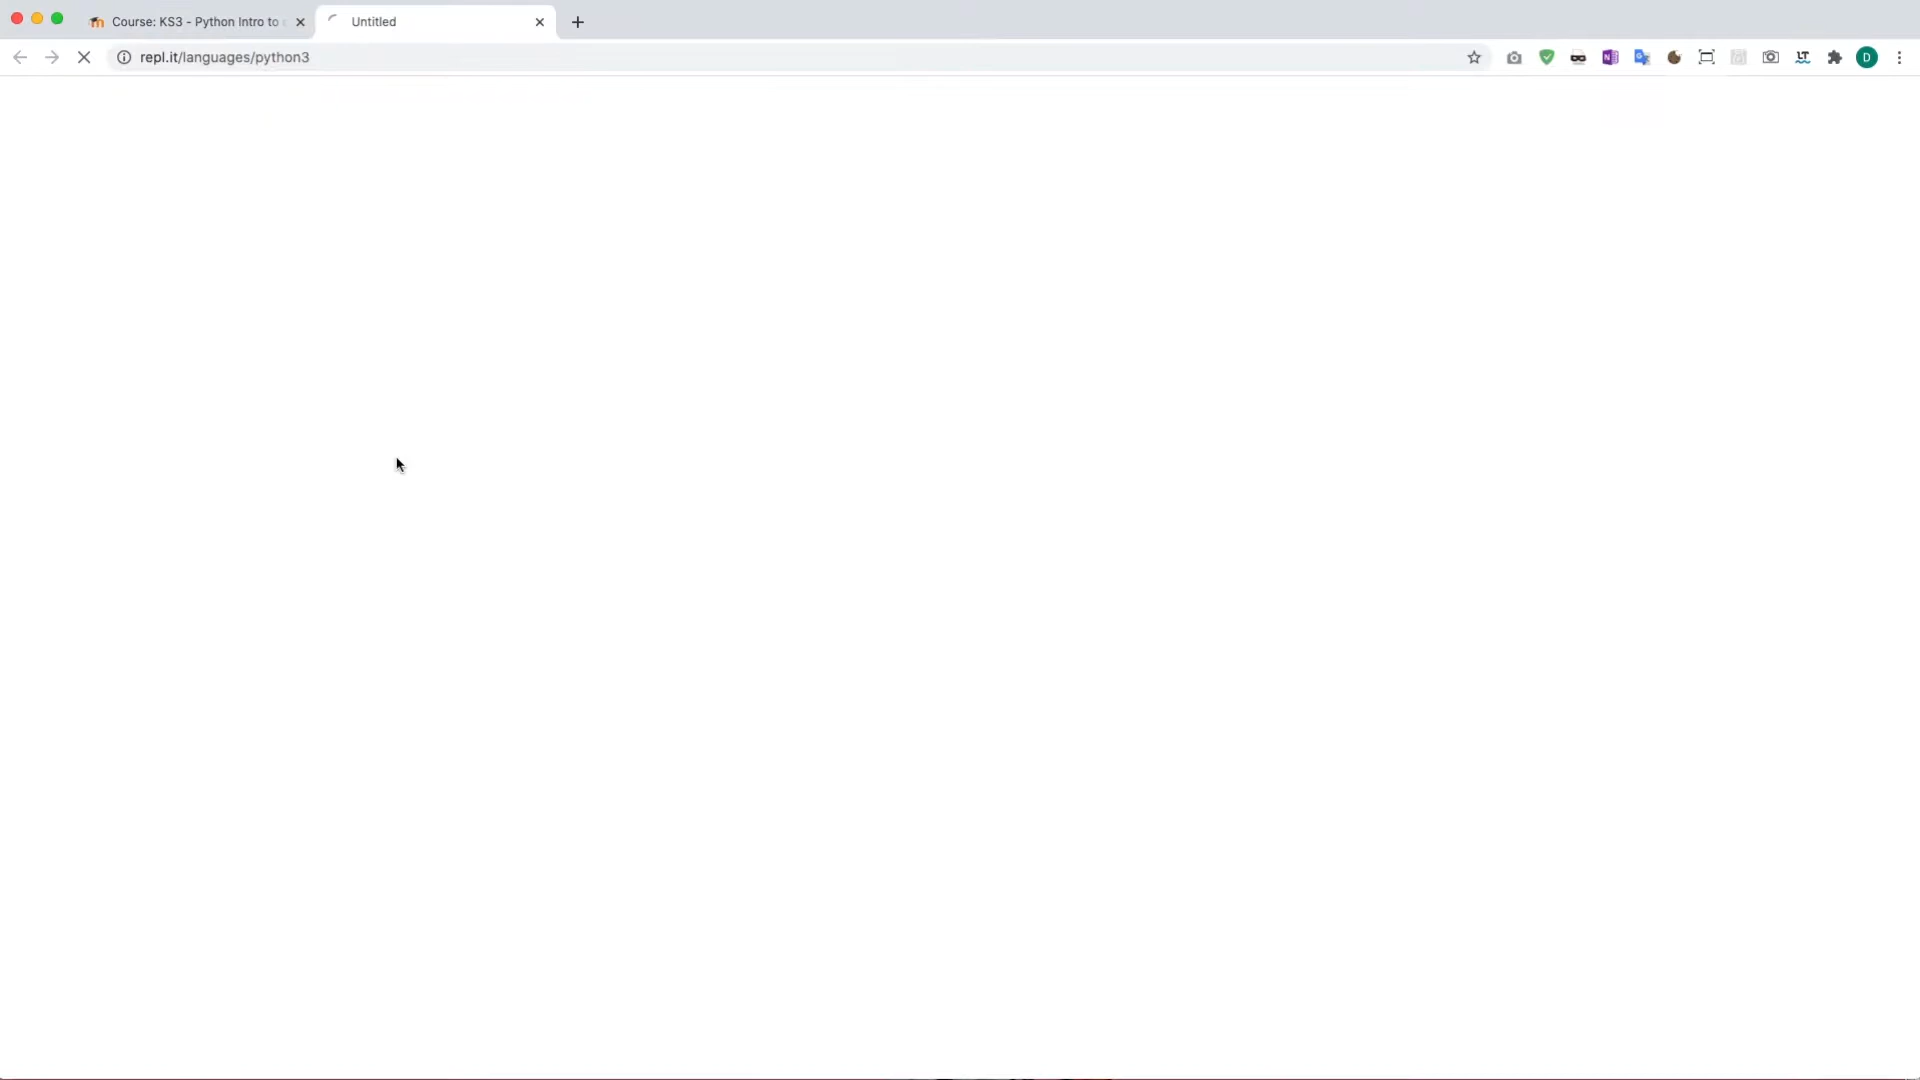 Course: KS3 - Python Intro to
Untitled
repl.it/languages/python3
D